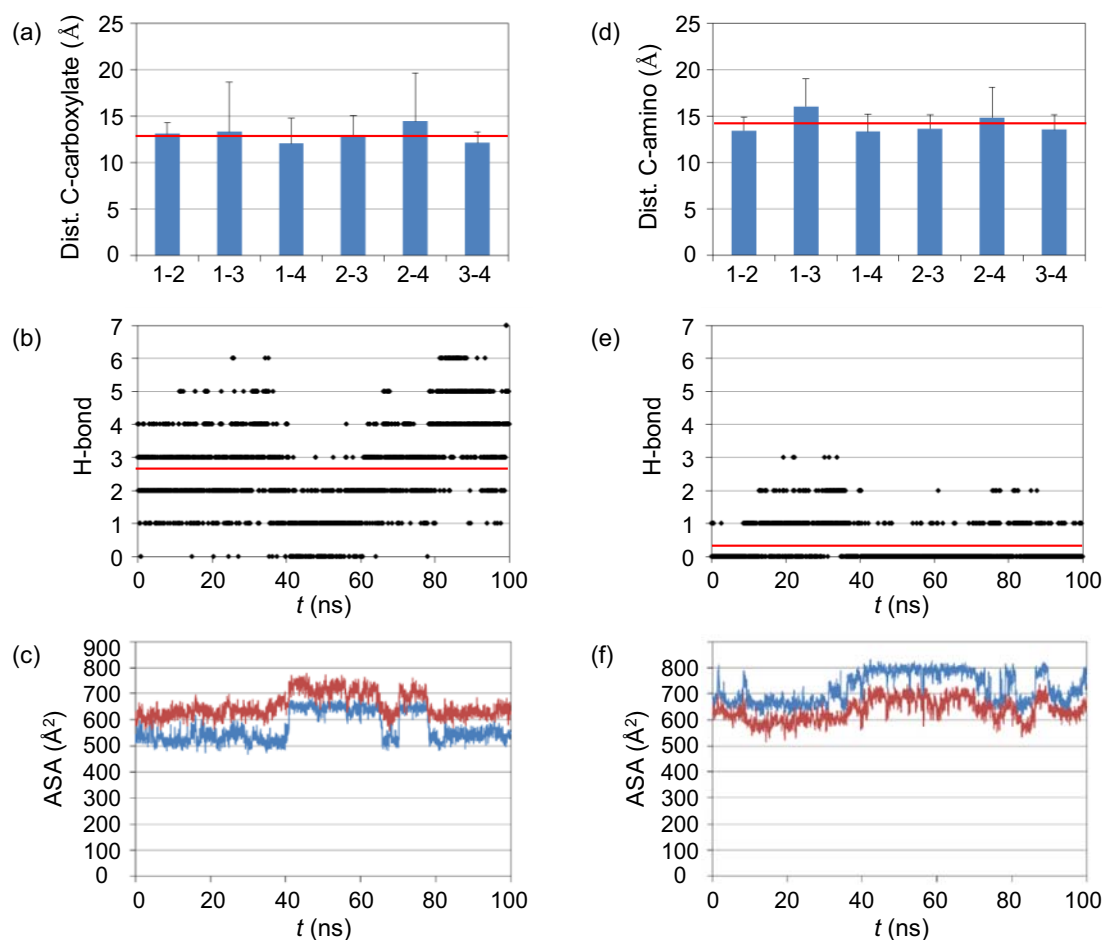 (a)
Dist. C-carboxylate (Å)
25
20
15
10
5
0
1-2 1-3 1-4 2-3 2-4 3-4
(d)
Dist. C-amino (Å)
25
20
15
10
5
0
1-2 1-3 1-4 2-3 2-4 3-4
(b)
H-bond
7
6
5
4
3
2
1
0
0 20 40 60 80 100
t (ns)
(e)
H-bond
7
6
5
4
3
2
1
0
0 20 40 60 80 100
t (ns)
(c)
ASA (Å²)
900
800
700
600
500
400
300
200
100
0
0 20 40 60 80 100
t (ns)
(f)
ASA (Å²)
800
700
600
500
400
300
200
100
0
0 20 40 60 80 100
t (ns)